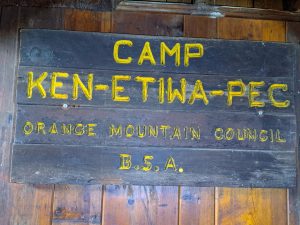 CAMP
KEN-ETIWA-PEC
ORANGE MOUNTAIN COUNCIL
B.S.A.